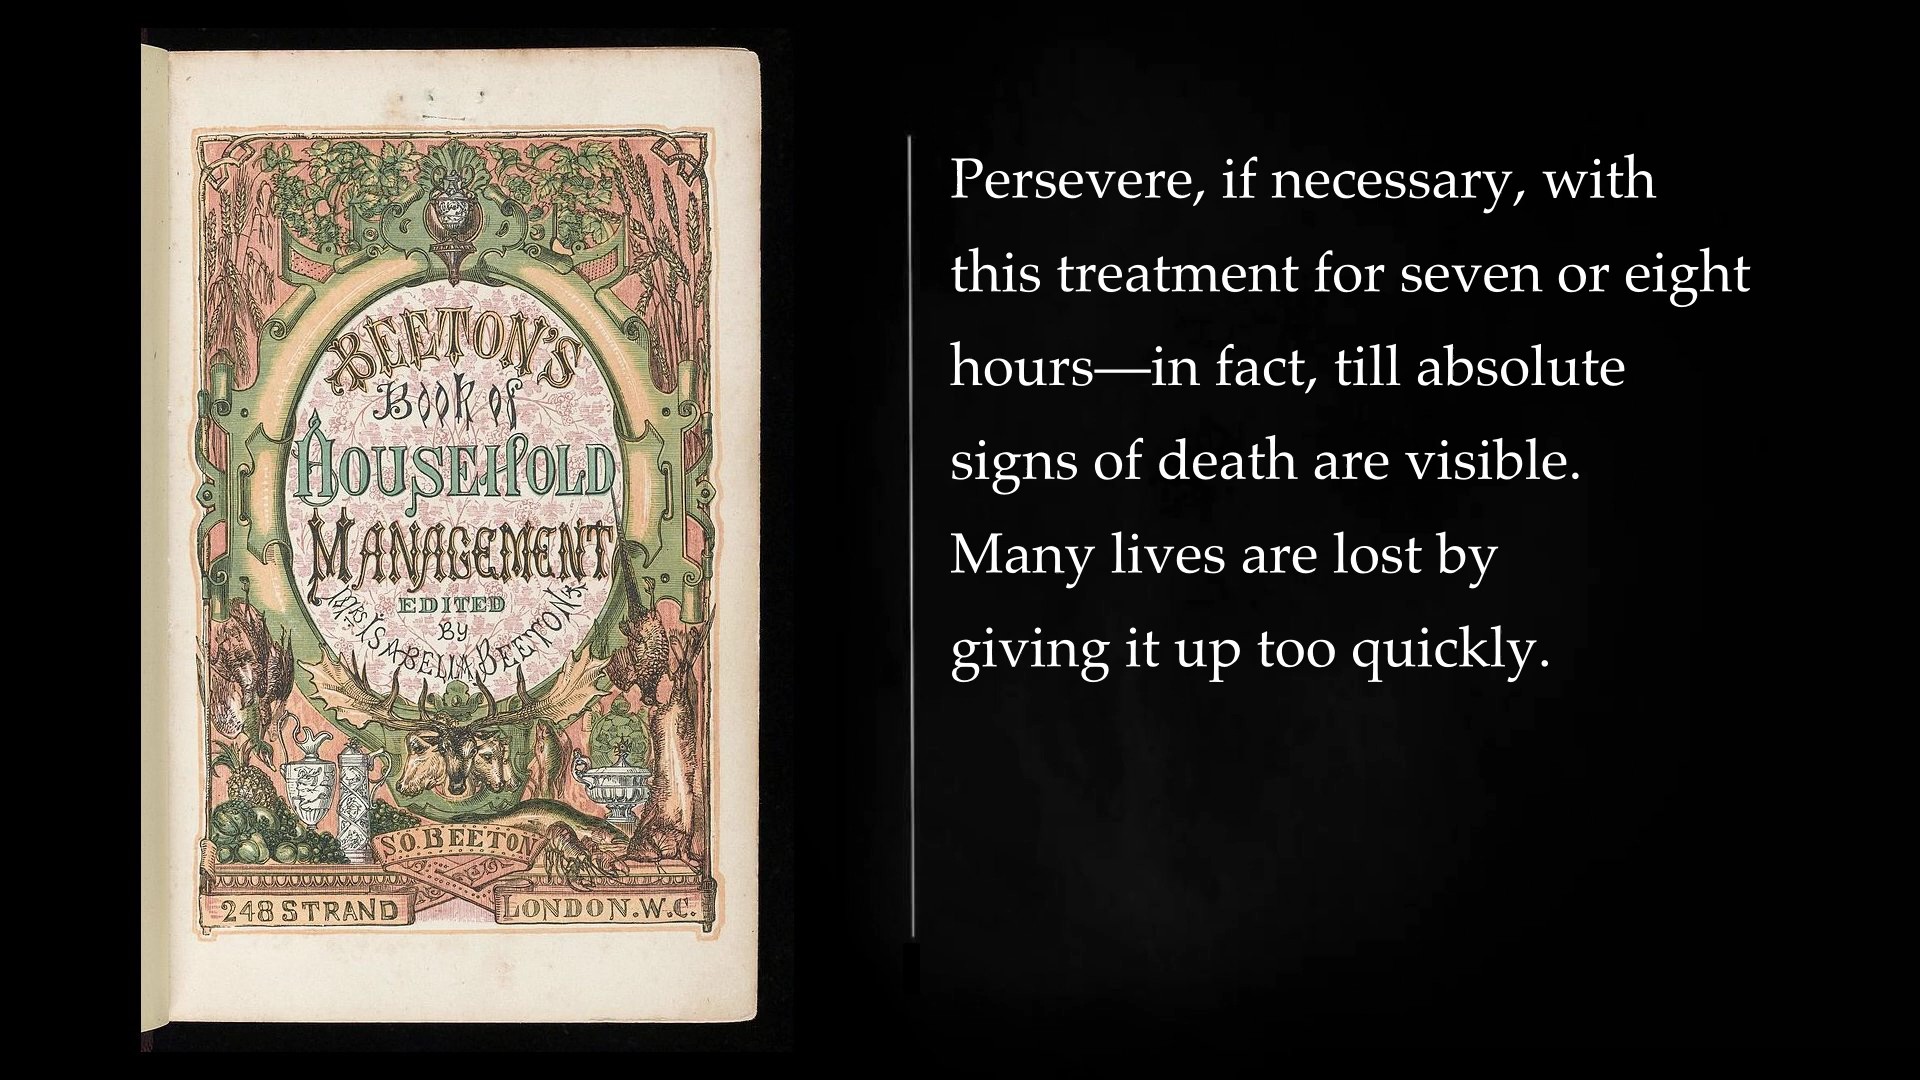 BEETON'S
Book of
HOUSEHOLD
MANAGEMENT
EDITED
BY
MRS ISABELLA BEETON
S.O. BEETON
248 STRAND
LONDON. W.C.
Persevere, if necessary, with
this treatment for seven or eight
hours—in fact, till absolute
signs of death are visible.
Many lives are lost by
giving it up too quickly.